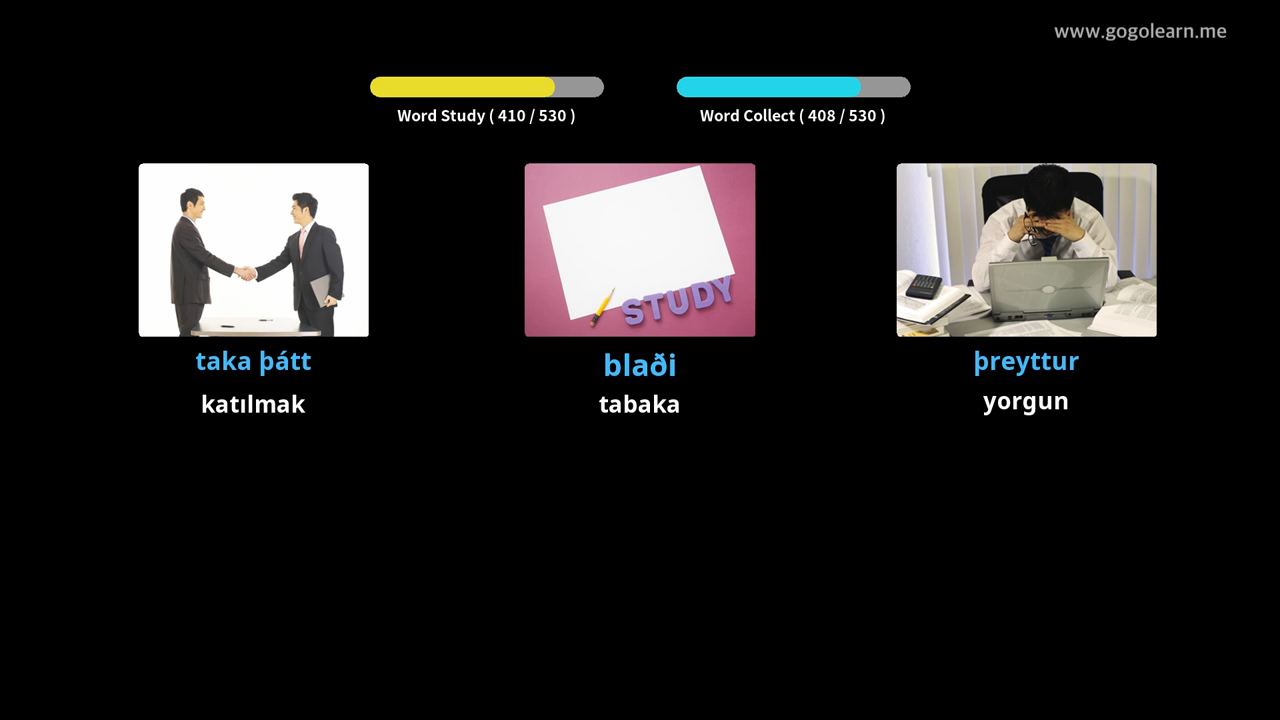 www.gogolearn.me
Word Study ( 410 / 530 )
Word Collect ( 408 / 530 )
STUDY
taka þátt
blaði
þreyttur
katılmak
tabaka
yorgun